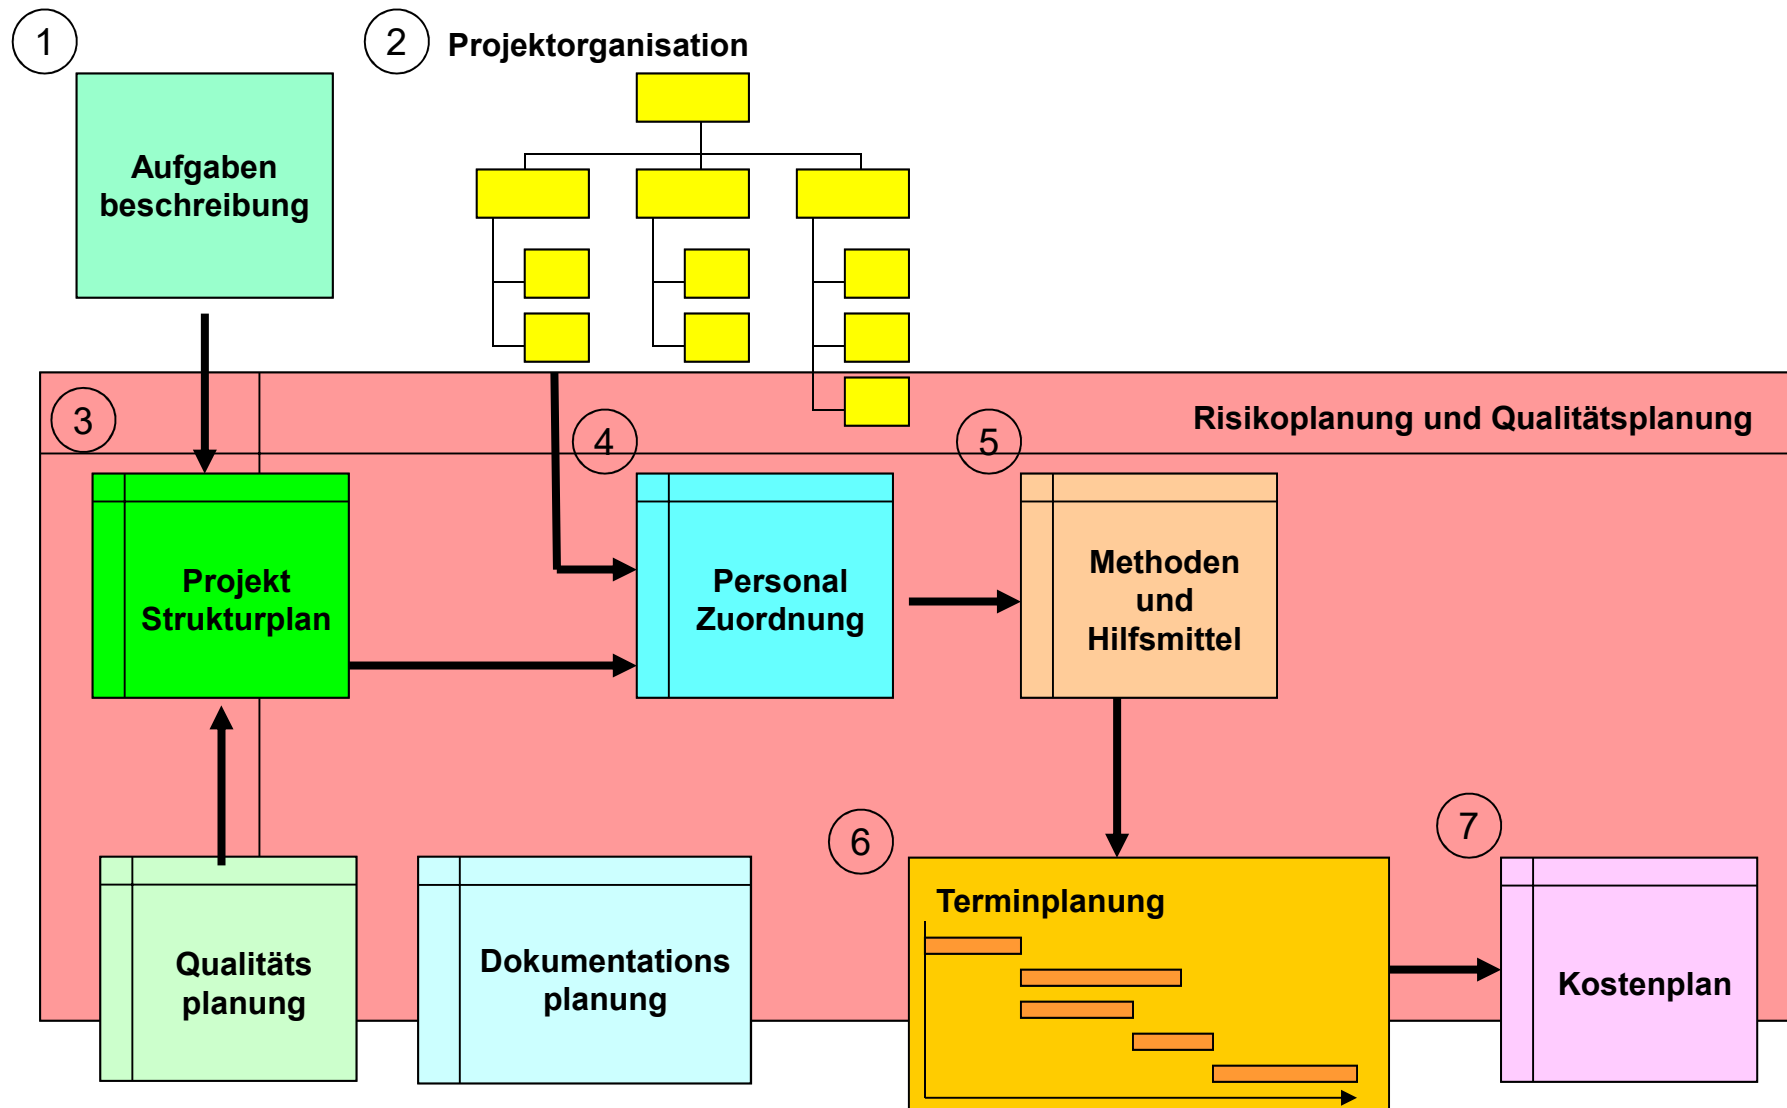 1
2
Projektorganisation
Aufgaben
beschreibung
3
4
5
Risikoplanung und Qualitätsplanung
Projekt
Strukturplan
Personal
Zuordnung
Methoden
und
Hilfsmittel
6
7
Qualitäts
planung
Dokumentations
planung
Terminplanung
Kostenplan